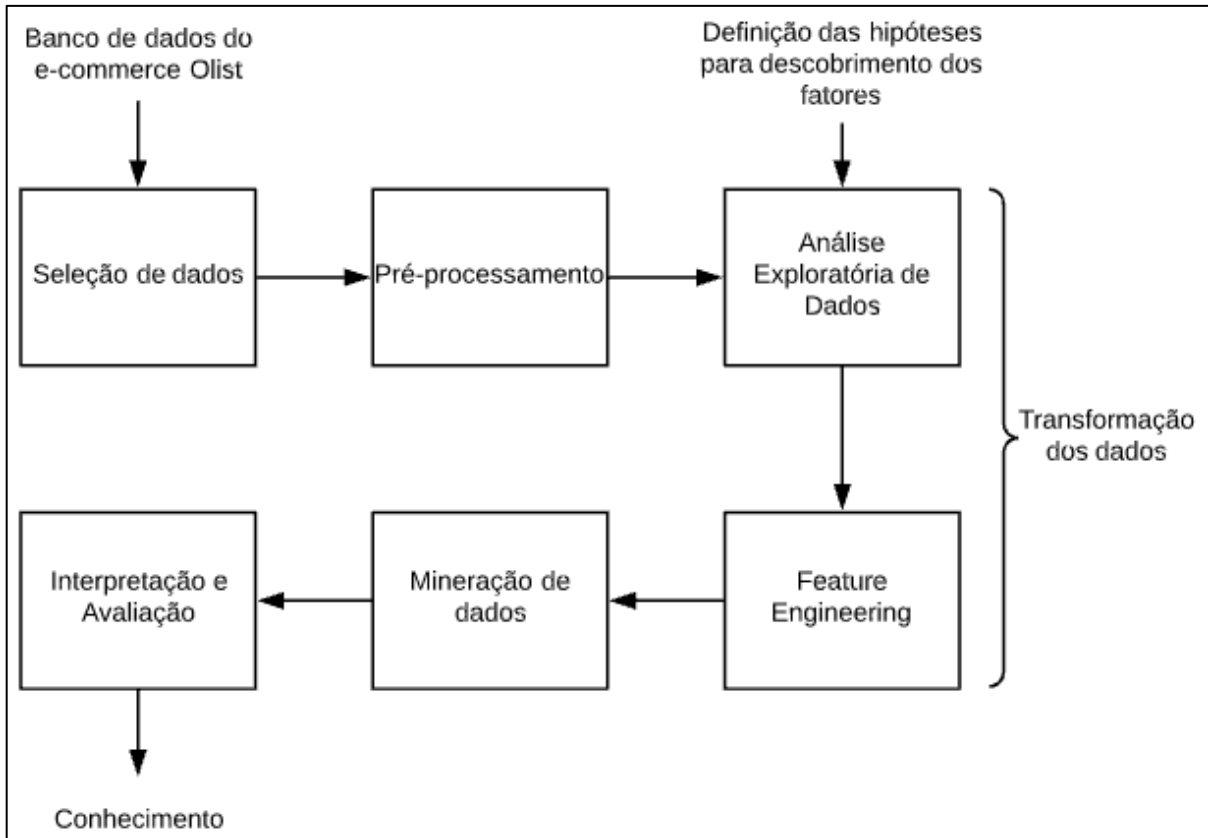 Banco de dados do
e-commerce Olist
Definição das hipóteses
para descobrimento dos
fatores
Seleção de dados
Pré-processamento
Análise
Exploratória de
Dados
Transformação
dos dados
Interpretação e
Avaliação
Mineração de
dados
Feature
Engineering
Conhecimento